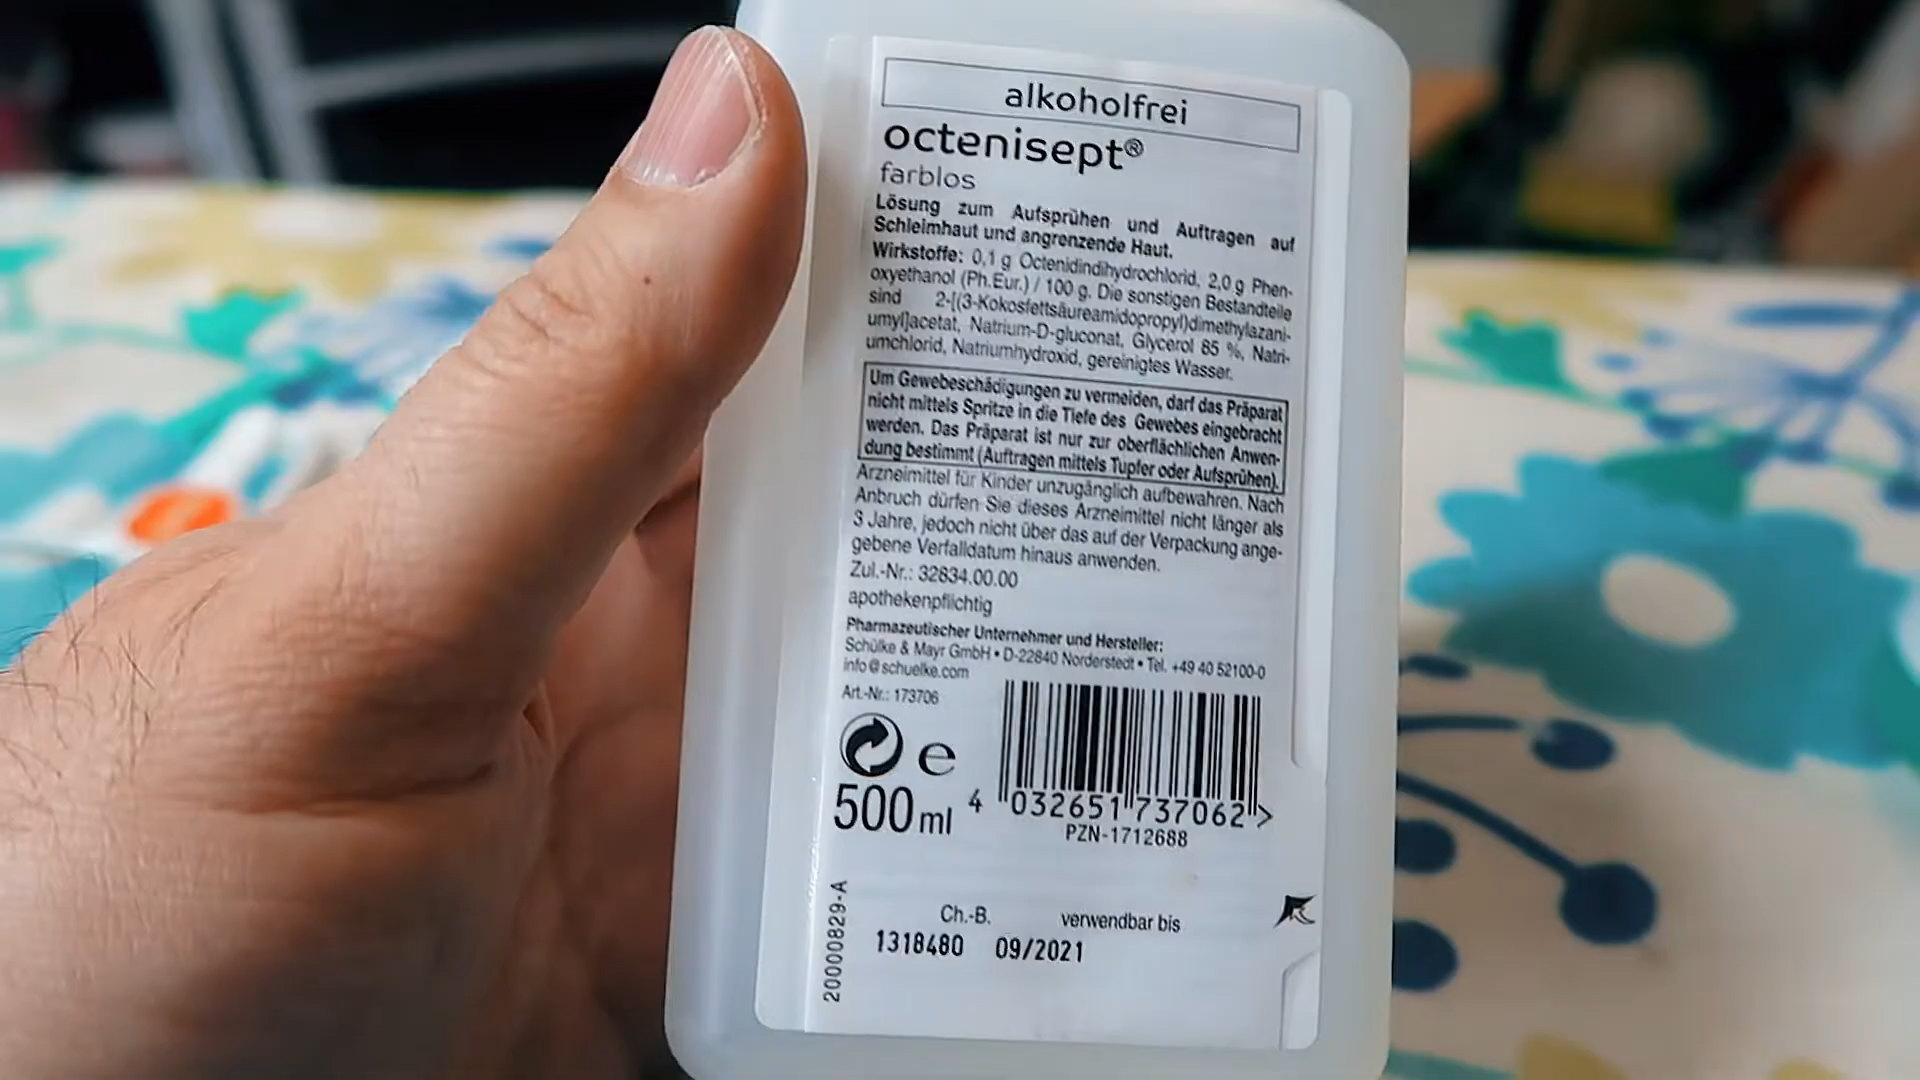 alkoholfrei
octenisept®
farblos
Lösung zum Aufsprühen und Auftragen auf
Schleimhaut und angrenzende Haut.
Wirkstoffe: 0,1 g Octenidindihydrochlorid, 2,0 g Phen-
oxyethanol (Ph.Eur.) / 100 g. Die sonstigen Bestandteile
sind 2-[(3-Kokosfettsäureamidopropyl)dimethylazani-
umyl]acetat, Natrium-D-gluconat, Glycerol 85 %, Natri-
umchlorid, Natriumhydroxid, gereinigtes Wasser.
Um Gewebeschädigungen zu vermeiden, darf das Präparat
nicht mittels Spritze in die Tiefe des Gewebes eingebracht
werden. Das Präparat ist nur zur oberflächlichen Anwen-
dung bestimmt (Auftragen mittels Tupfer oder Aufsprühen).
Arzneimittel für Kinder unzugänglich aufbewahren. Nach
Anbruch dürfen Sie dieses Arzneimittel nicht länger als
3 Jahre, jedoch nicht über das auf der Verpackung ange-
gebene Verfalldatum hinaus anwenden.
Zul.-Nr.: 32834.00.00
apothekenpflichtig
Pharmazeutischer Unternehmer und Hersteller:
Schülke & Mayr GmbH • D-22840 Norderstedt • Tel. +49 40 52100-0
info@schuelke.com
Art.-Nr.: 173706
e
500 ml
4 032651 737062 >
PZN-1712688
20000829-A
Ch.-B. verwendbar bis
1318480 09/2021